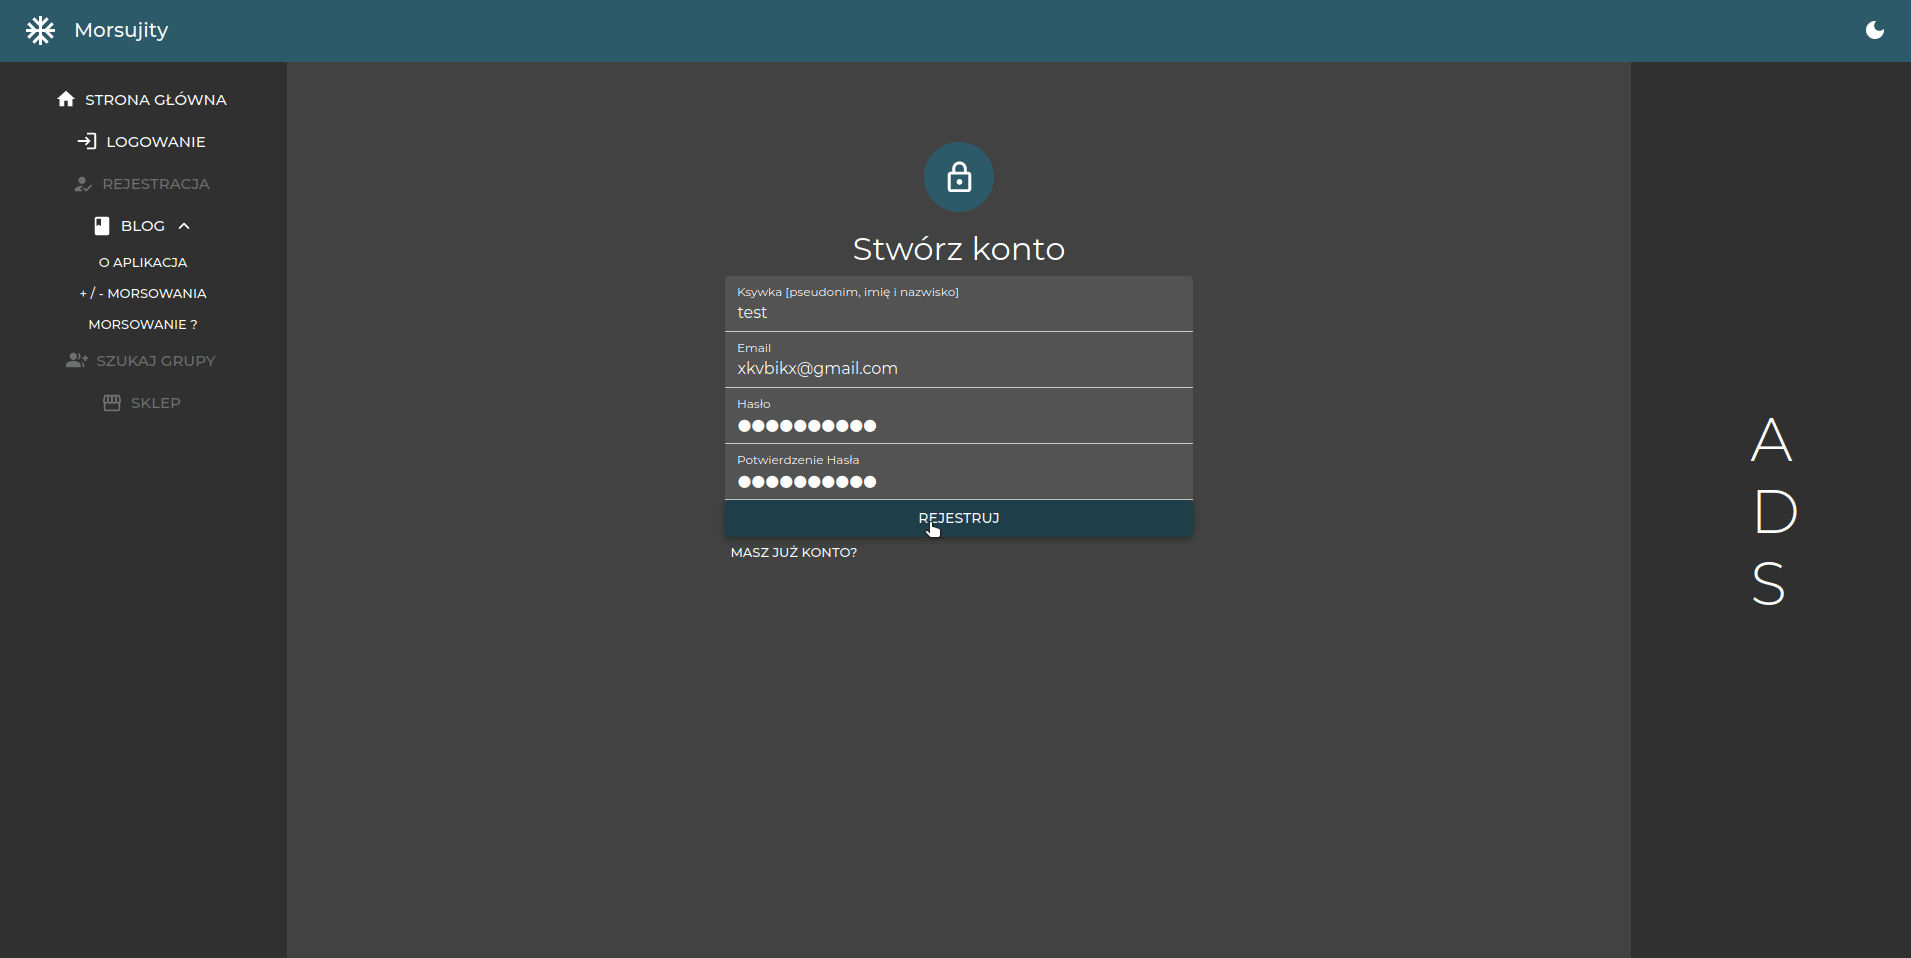 Morsujity
STRONA GŁÓWNA
LOGOWANIE
REJESTRACJA
BLOG
O APLIKACJA
+ / - MORSOWANIA
MORSOWANIE ?
SZUKAJ GRUPY
SKLEP
Stwórz konto
Ksywka [pseudonim, imię i nazwisko]
test
Email
xkvbikx@gmail.com
Hasło
●●●●●●●●●●
Potwierdzenie Hasła
●●●●●●●●●●
REJESTRUJ
MASZ JUŻ KONTO?
A
D
S